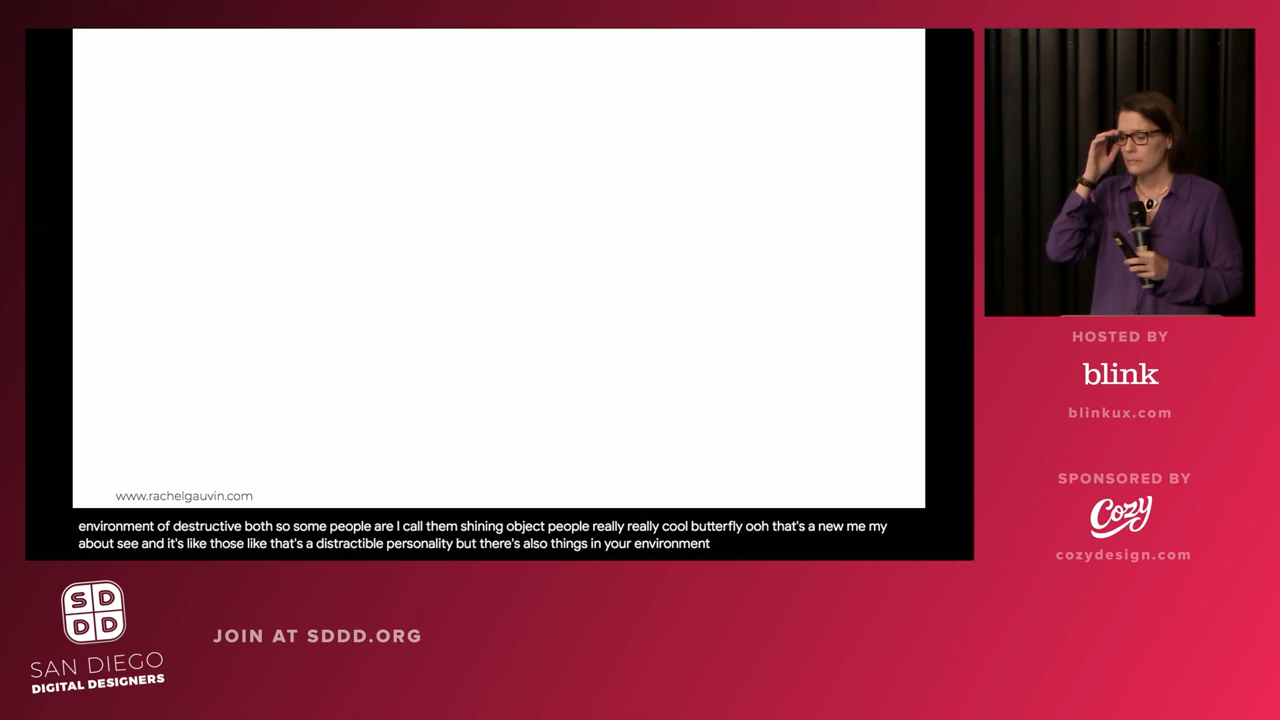 www.rachelgauvin.com
environment of destructive both so some people are I call them shining object people really really cool butterfly ooh that's a new me my
about see and it's like those like that's a distractible personality but there's also things in your environment
HOSTED BY
blink
blinkux.com
SPONSORED BY
Cozy
cozydesign.com
SD
DD
SAN DIEGO
DIGITAL DESIGNERS
JOIN AT SDDD.ORG